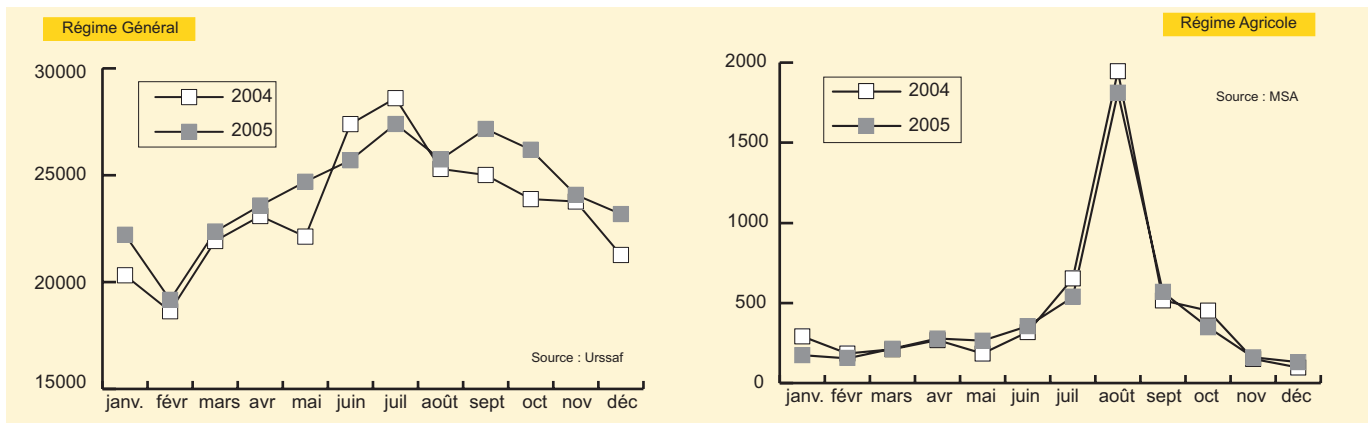 Régime Général
30000
25000
20000
15000
2004
2005
Source : Urssaf
janv. févr mars avr mai juin juil août sept oct nov déc
Régime Agricole
2000
1500
1000
500
0
2004
2005
Source : MSA
janv. févr mars avr mai juin juil août sept oct nov déc